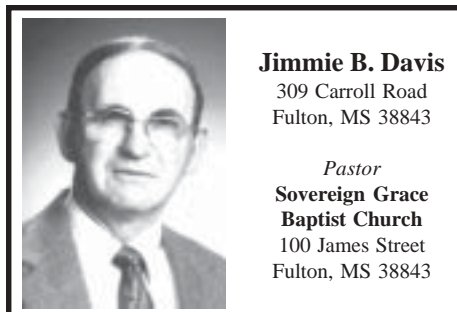 Jimmie B. Davis
309 Carroll Road
Fulton, MS 38843
Pastor
Sovereign Grace
Baptist Church
100 James Street
Fulton, MS 38843